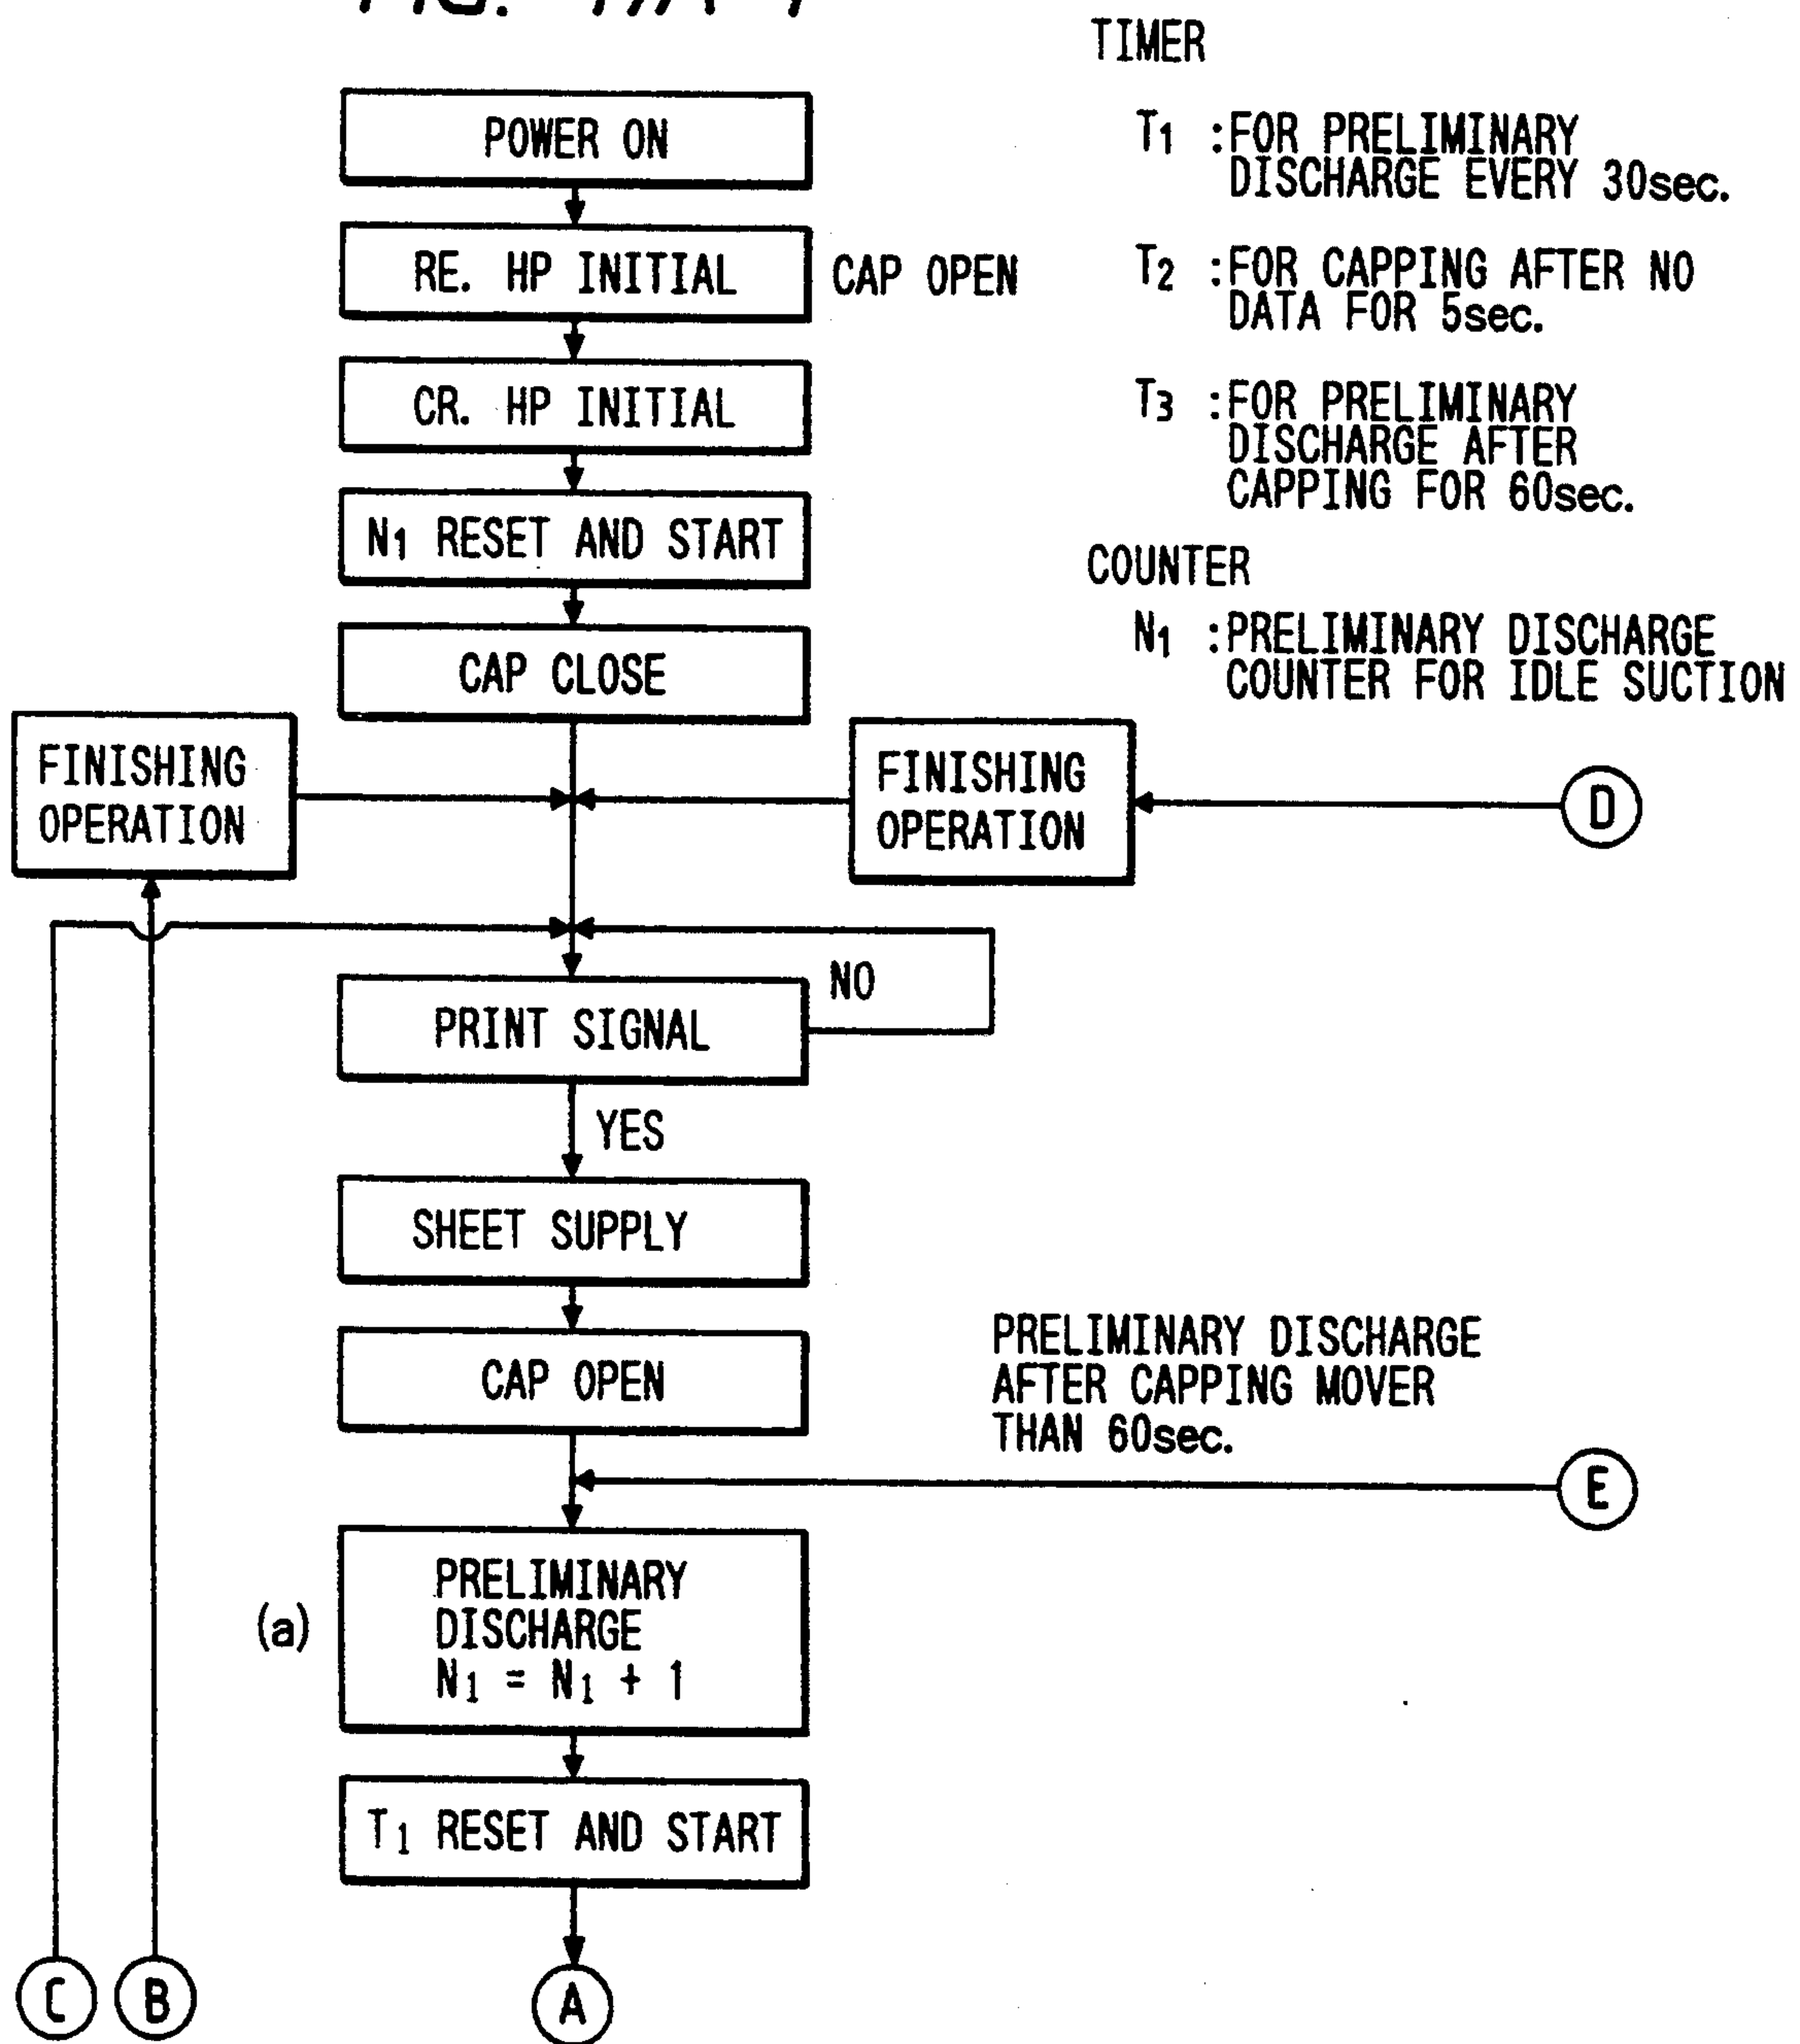 FIG.
TIMER
POWER ON
T1 :FOR PRELIMINARY
DISCHARGE EVERY 30sec.
RE. HP INITIAL
CAP OPEN
T2 :FOR CAPPING AFTER NO
DATA FOR 5sec.
CR. HP INITIAL
T3 :FOR PRELIMINARY
DISCHARGE AFTER
CAPPING FOR 60sec.
N1 RESET AND START
COUNTER
N1 :PRELIMINARY DISCHARGE
COUNTER FOR IDLE SUCTION
CAP CLOSE
FINISHING
OPERATION
FINISHING
OPERATION
D
NO
PRINT SIGNAL
YES
SHEET SUPPLY
CAP OPEN
PRELIMINARY DISCHARGE
AFTER CAPPING MOVER
THAN 60sec.
E
(a)
PRELIMINARY
DISCHARGE
N1 = N1 + 1
T1 RESET AND START
C
B
A